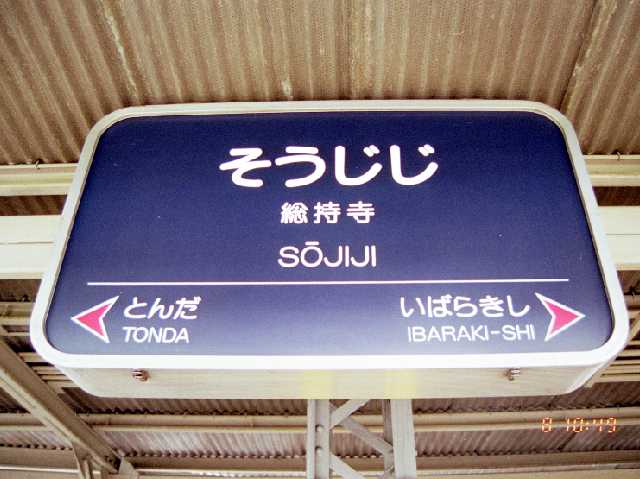 そうじじ
総持寺
SŌJIJI
とんだ いばらきし
TONDA IBARAKI-SHI
8 10:49